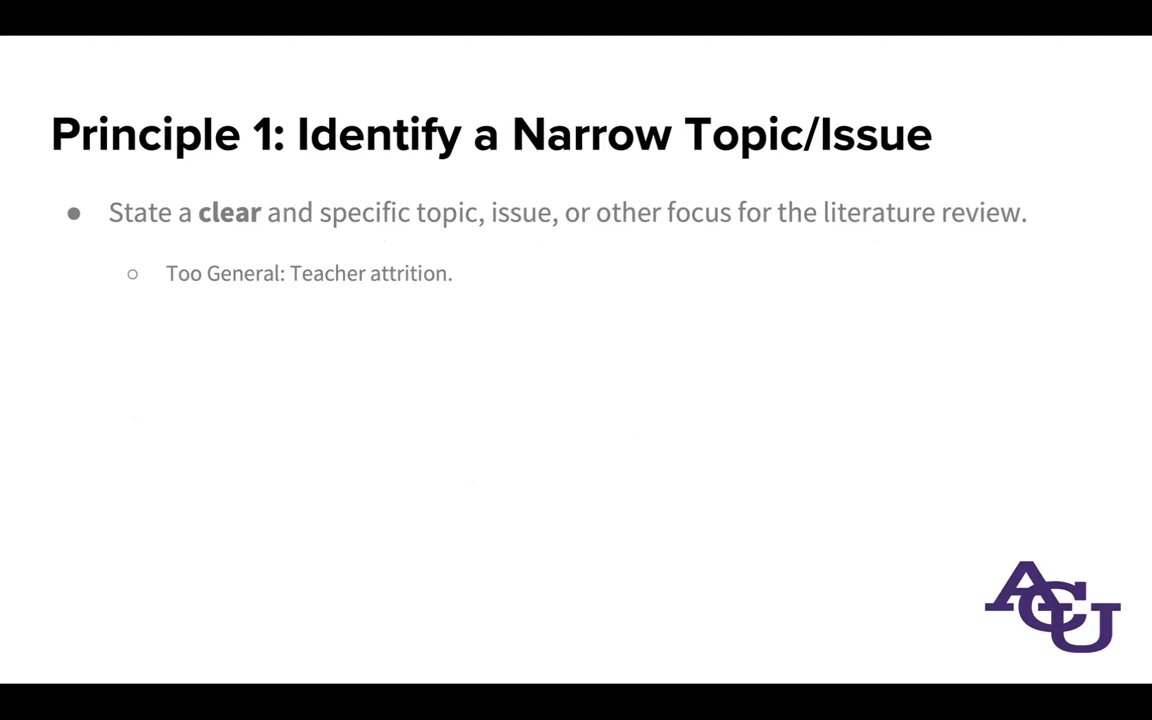 Principle 1: Identify a Narrow Topic/Issue
● State a clear and specific topic, issue, or other focus for the literature review.
○ Too General: Teacher attrition.
ACU